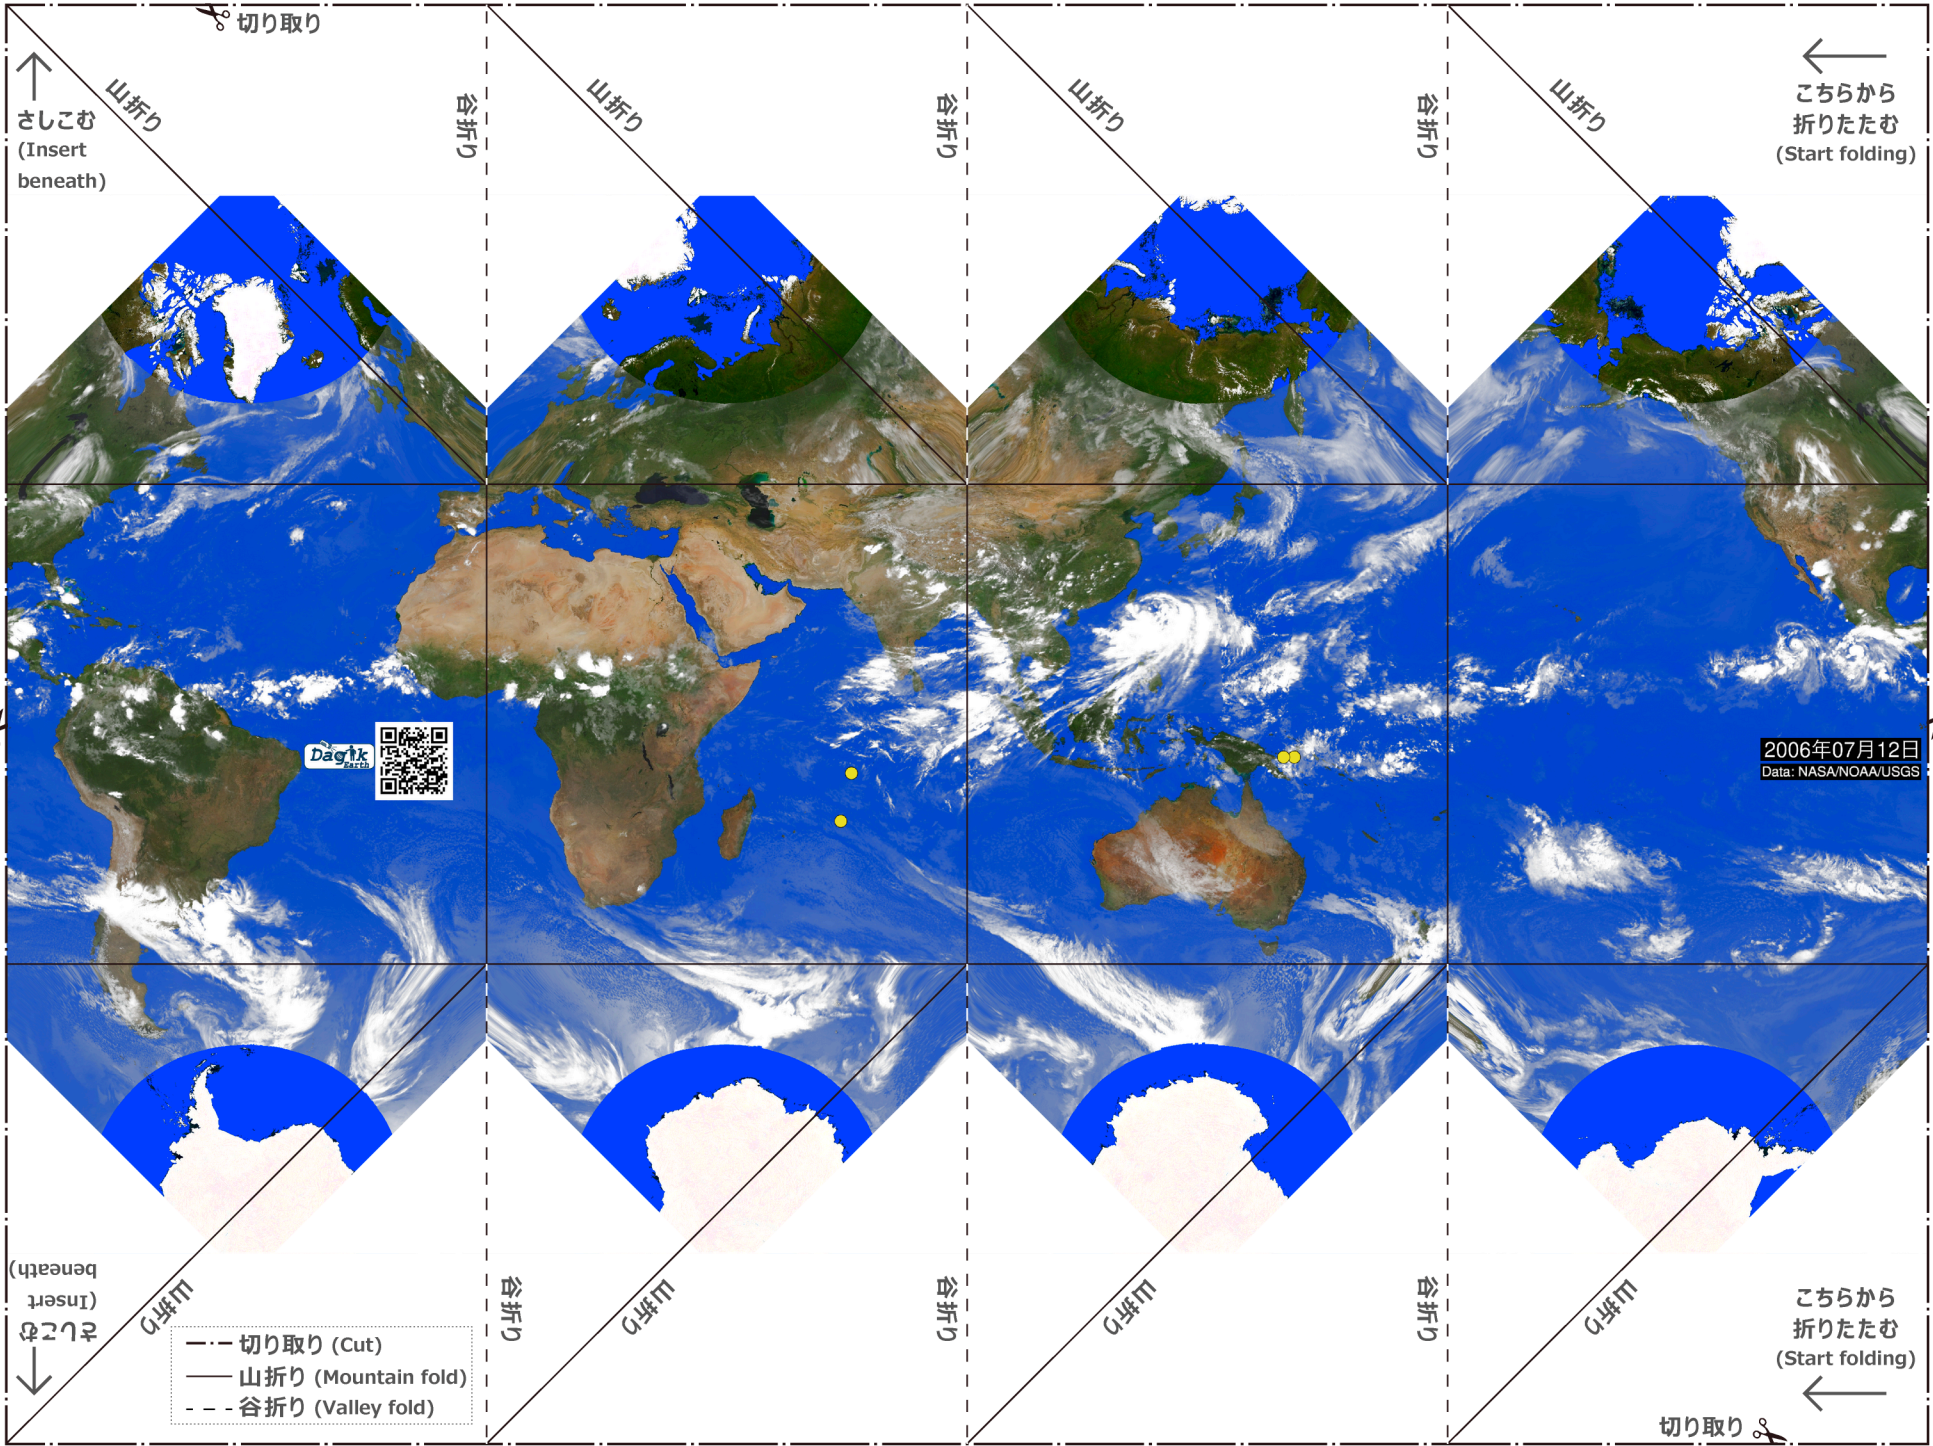 切り取り
山折り
谷折り
山折り
谷折り
山折り
谷折り
山折り
さしこむ
(Insert
beneath)
こちらから
折りたたむ
(Start folding)
Dagik
Earth
2006年07月12日
Data: NASA/NOAA/USGS
さしこむ
(Insert
beneath)
山折り
谷折り
山折り
谷折り
山折り
谷折り
山折り
切り取り (Cut)
山折り (Mountain fold)
谷折り (Valley fold)
こちらから
折りたたむ
(Start folding)
切り取り